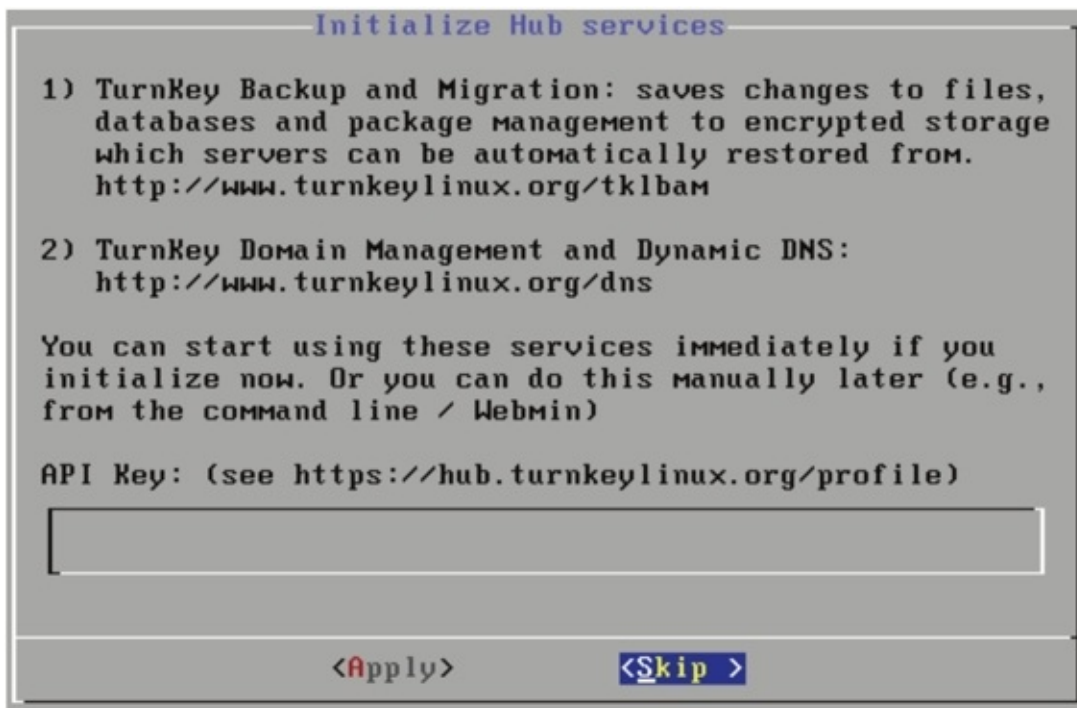 Initialize Hub services
1) TurnKey Backup and Migration: saves changes to files,
databases and package management to encrypted storage
which servers can be automatically restored from.
http://www.turnkeylinux.org/tklbam
2) TurnKey Domain Management and Dynamic DNS:
http://www.turnkeylinux.org/dns
You can start using these services immediately if you
initialize now. Or you can do this manually later (e.g.,
from the command line / Webmin)
API Key: (see https://hub.turnkeylinux.org/profile)
<Apply> <Skip >